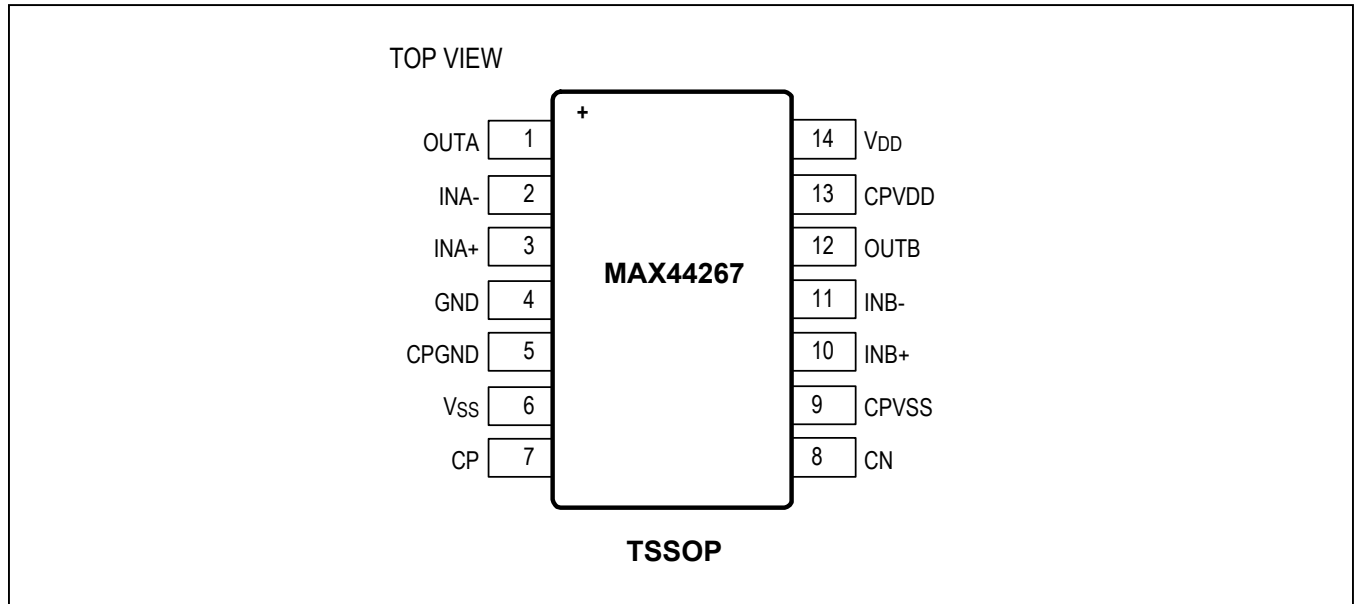 TOP VIEW
+
OUTA 1 14 VDD
INA- 2 13 CPVDD
INA+ 3 12 OUTB
MAX44267
GND 4 11 INB-
CPGND 5 10 INB+
VSS 6 9 CPVSS
CP 7 8 CN
TSSOP